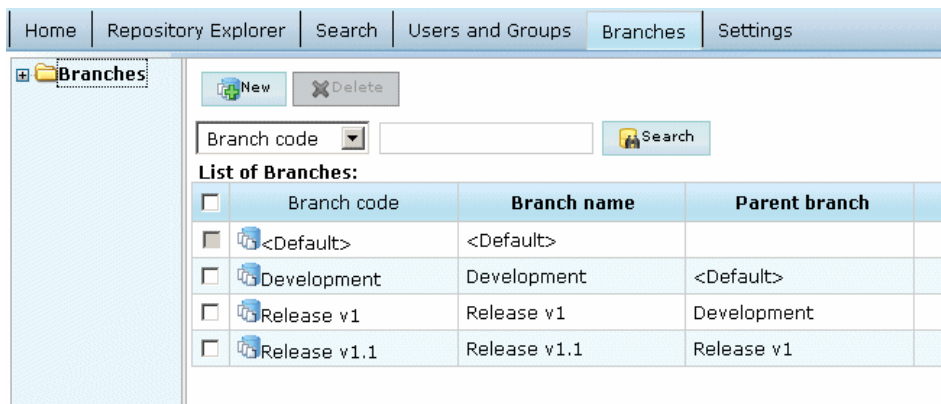 Home Repository Explorer Search Users and Groups Branches Settings
Branches
New Delete
Branch code Search
List of Branches:
Branch code Branch name Parent branch
<Default> <Default>
Development Development <Default>
Release v1 Release v1 Development
Release v1.1 Release v1.1 Release v1